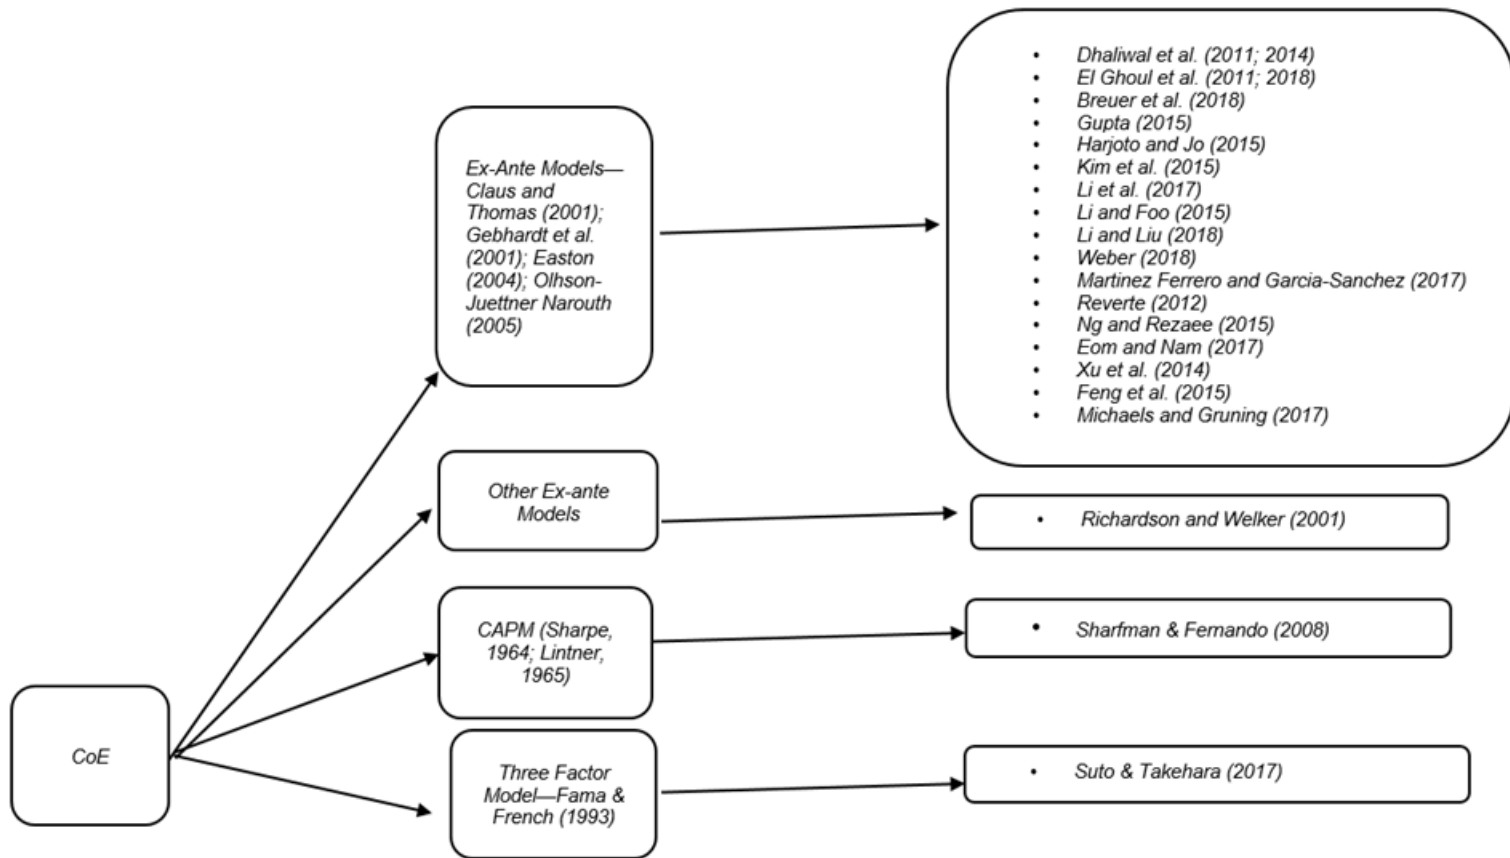 Ex-Ante Models—
Claus and
Thomas (2001);
Gebhardt et al.
(2001); Easton
(2004); Olhson-
Juettner Narouth
(2005)
• Dhaliwal et al. (2011; 2014)
• El Ghoul et al. (2011; 2018)
• Breuer et al. (2018)
• Gupta (2015)
• Harjoto and Jo (2015)
• Kim et al. (2015)
• Li et al. (2017)
• Li and Foo (2015)
• Li and Liu (2018)
• Weber (2018)
• Martinez Ferrero and Garcia-Sanchez (2017)
• Reverte (2012)
• Ng and Rezaee (2015)
• Eom and Nam (2017)
• Xu et al. (2014)
• Feng et al. (2015)
• Michaels and Gruning (2017)
Other Ex-ante
Models
• Richardson and Welker (2001)
CAPM (Sharpe,
1964; Lintner,
1965)
• Sharfman & Fernando (2008)
CoE
Three Factor
Model—Fama &
French (1993)
• Suto & Takehara (2017)